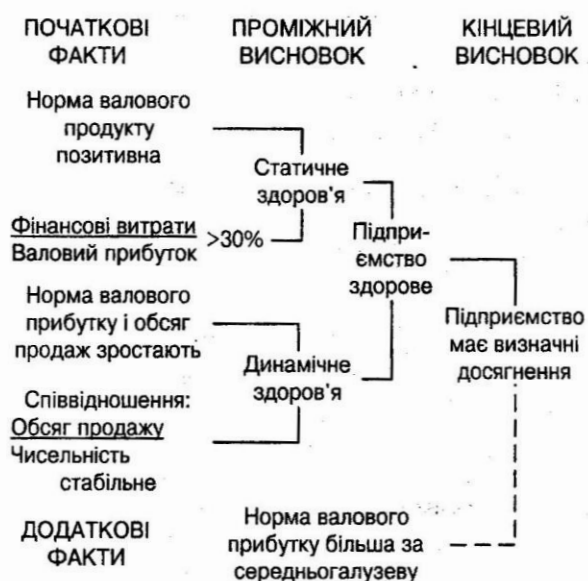 ПОЧАТКОВІ
ФАКТИ
ПРОМІЖНИЙ
ВИСНОВОК
КІНЦЕВИЙ
ВИСНОВОК
Норма валового
продукту
позитивна
Статичне
здоров'я
Фінансові витрати
Валовий прибуток
>30%
Підпри-
ємство
здорове
Норма валового
прибутку і обсяг
продаж зростають
Підприємство
має визначні
досягнення
Динамічне
здоров'я
Співвідношення:
Обсяг продажу
Чисельність
стабільне
ДОДАТКОВІ
ФАКТИ
Норма валового
прибутку більша за
середньогалузеву